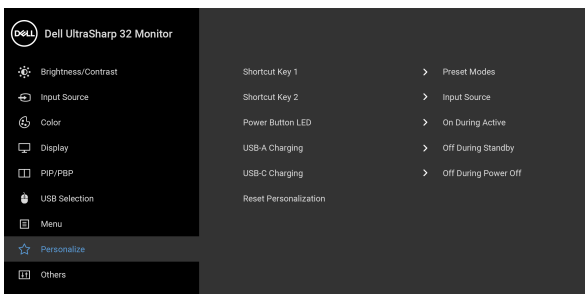 DELL Dell UltraSharp 32 Monitor
Brightness/Contrast Shortcut Key 1 > Preset Modes
Input Source Shortcut Key 2 > Input Source
Color Power Button LED > On During Active
Display USB-A Charging > Off During Standby
PIP/PBP USB-C Charging > Off During Power Off
USB Selection Reset Personalization
Menu
Personalize
Others